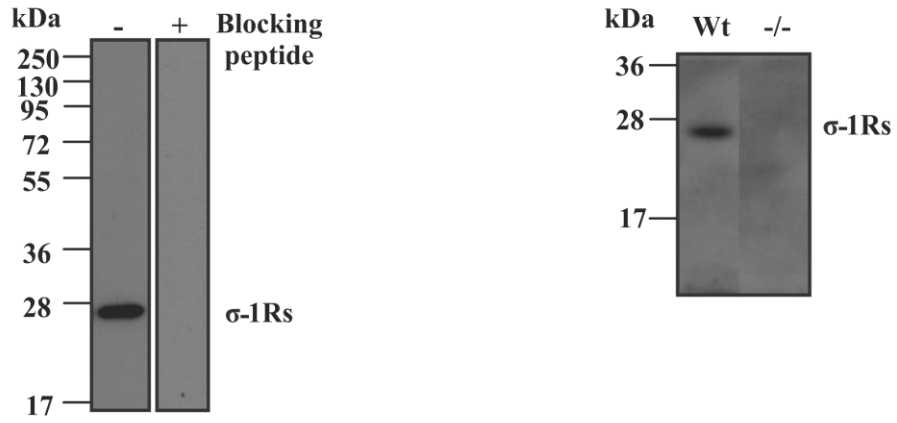 kDa - + Blocking
peptide
250
130
95
72
55
36
28 σ-1Rs
17
kDa Wt -/-
36
28 σ-1Rs
17